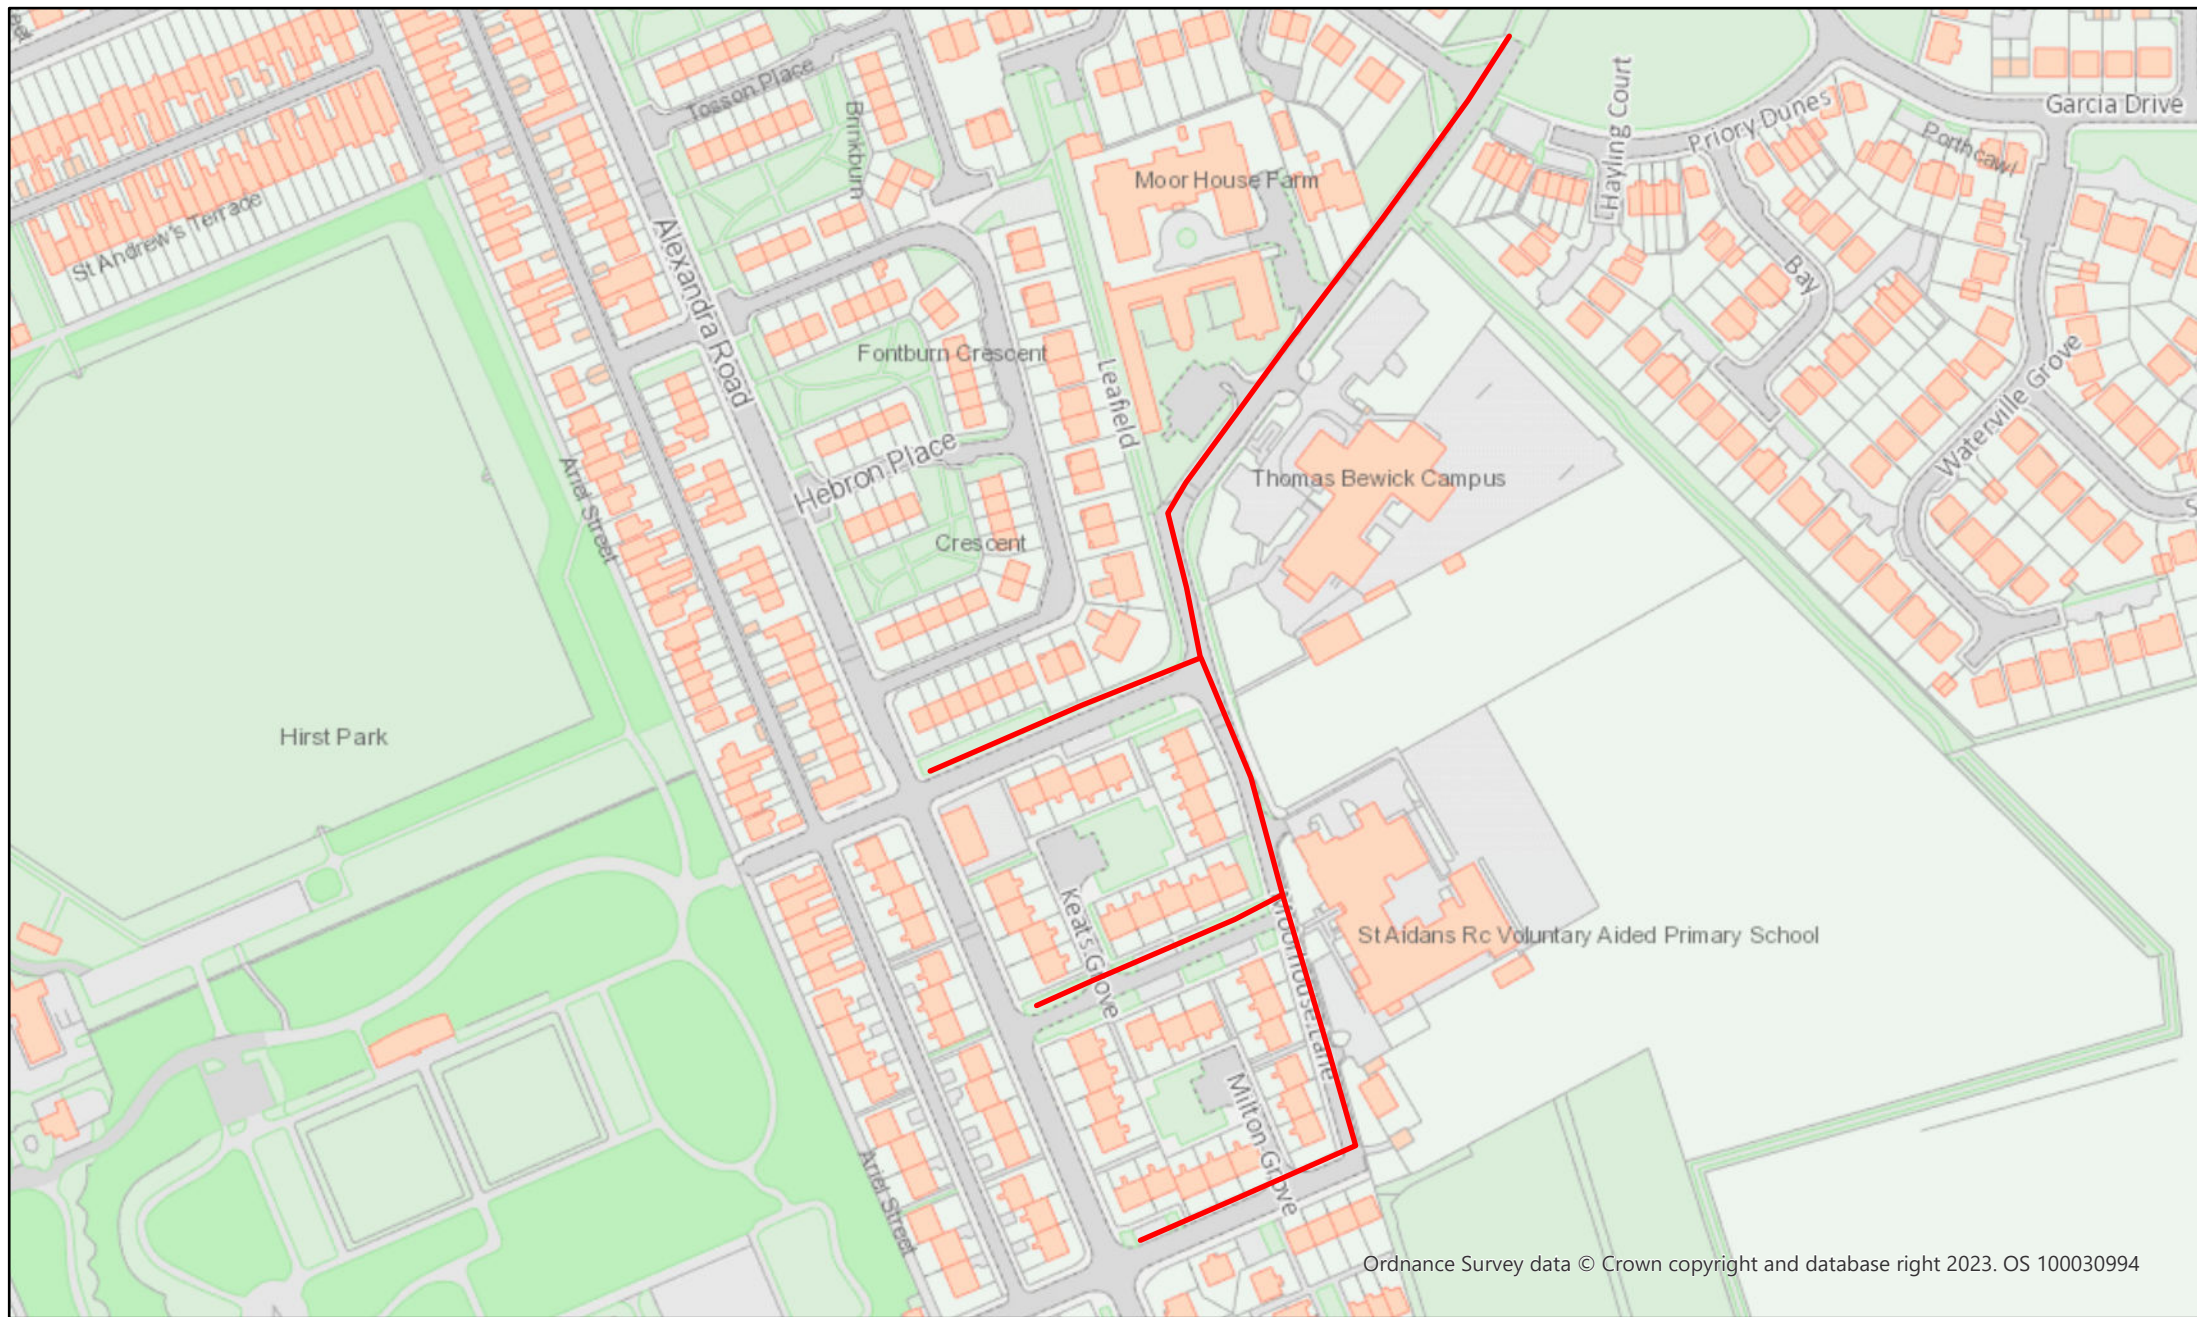 Tosson Place
Brinkburn
Hayling Court
Priory Dunes
Garcia Drive
Porthcawl
Moor House Farm
St Andrew's Terrace
Alexandra Road
Bay
Fontburn Crescent
Leafield
Waterville Grove
Hebron Place
Ariel Street
Thomas Bewick Campus
Crescent
Hirst Park
Keats Grove
St Aidans Rc Voluntary Aided Primary School
Moorhouse Lane
Milton Grove
Ariel Street
Ordnance Survey data © Crown copyright and database right 2023. OS 100030994